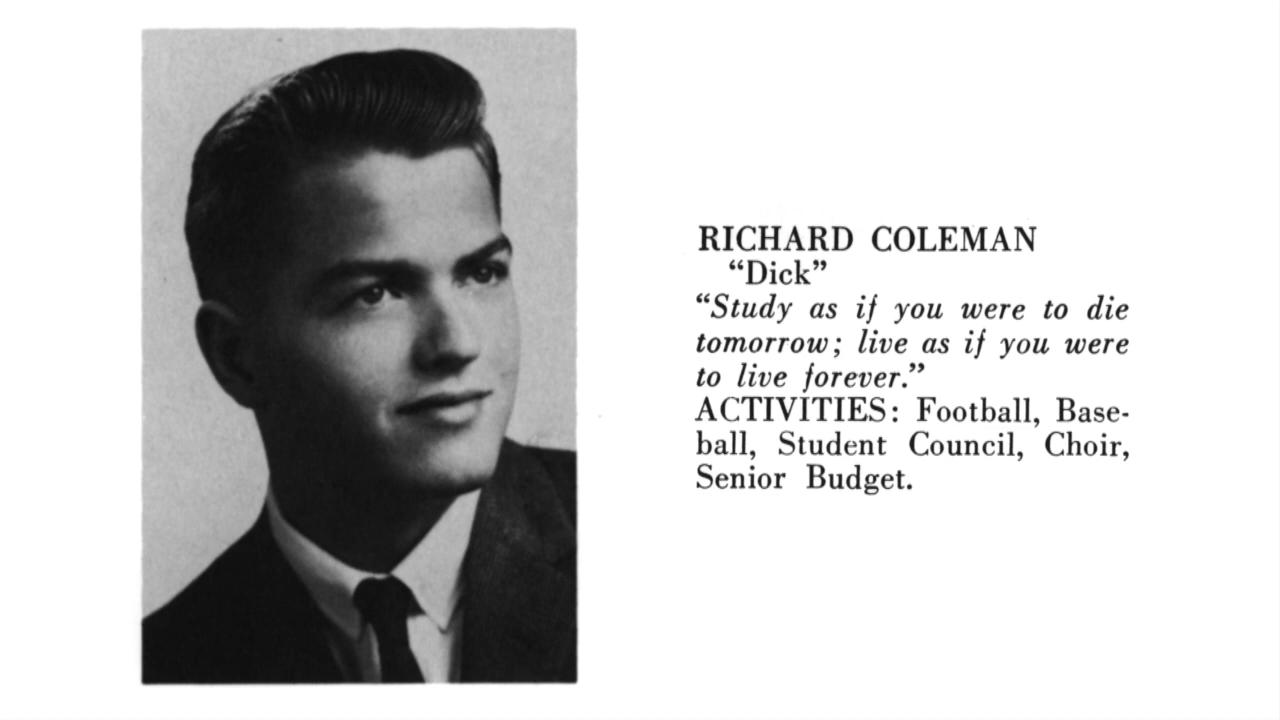 RICHARD COLEMAN
“Dick”
“Study as if you were to die
tomorrow; live as if you were
to live forever.”
ACTIVITIES: Football, Base-
ball, Student Council, Choir,
Senior Budget.